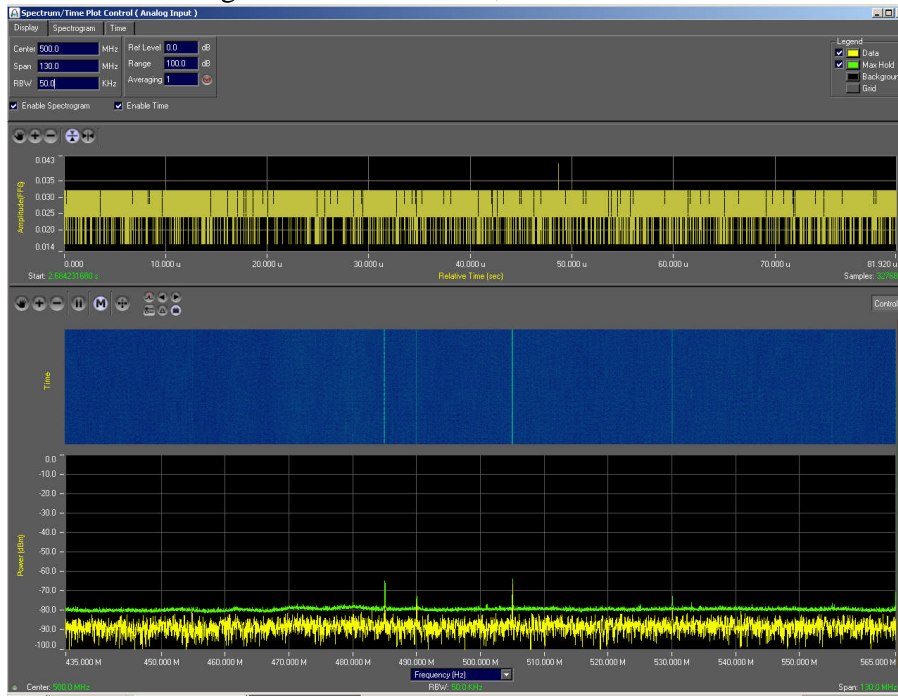 Spectrum/Time Plot Control ( Analog Input )
Display Spectrogram Time
Center 500.0 MHz Ref Level 0.0 dB
Span 130.0 MHz Range 100.0 dB
RBW 50.0 KHz Averaging 1
Enable Spectrogram Enable Time
Legend
Data
Max Hold
Backgroun
Grid
0.043
0.035
0.030
0.025
0.020
0.014
Amplitude(FFG)
0.000 10.000 u 20.000 u 30.000 u 40.000 u 50.000 u 60.000 u 70.000 u 81.920 u
Start: 2.684231680 s Relative Time (sec) Samples: 32768
M
Control
Time
0.0
-10.0
-20.0
-30.0
-40.0
-50.0
-60.0
-70.0
-80.0
-90.0
-100.0
Power (dBm)
435.000 M 450.000 M 460.000 M 470.000 M 480.000 M 490.000 M 500.000 M 510.000 M 520.000 M 530.000 M 540.000 M 550.000 M 565.000 M
Frequency (Hz)
Center: 500.0 MHz RBW: 50.0 KHz Span: 130.0 MHz